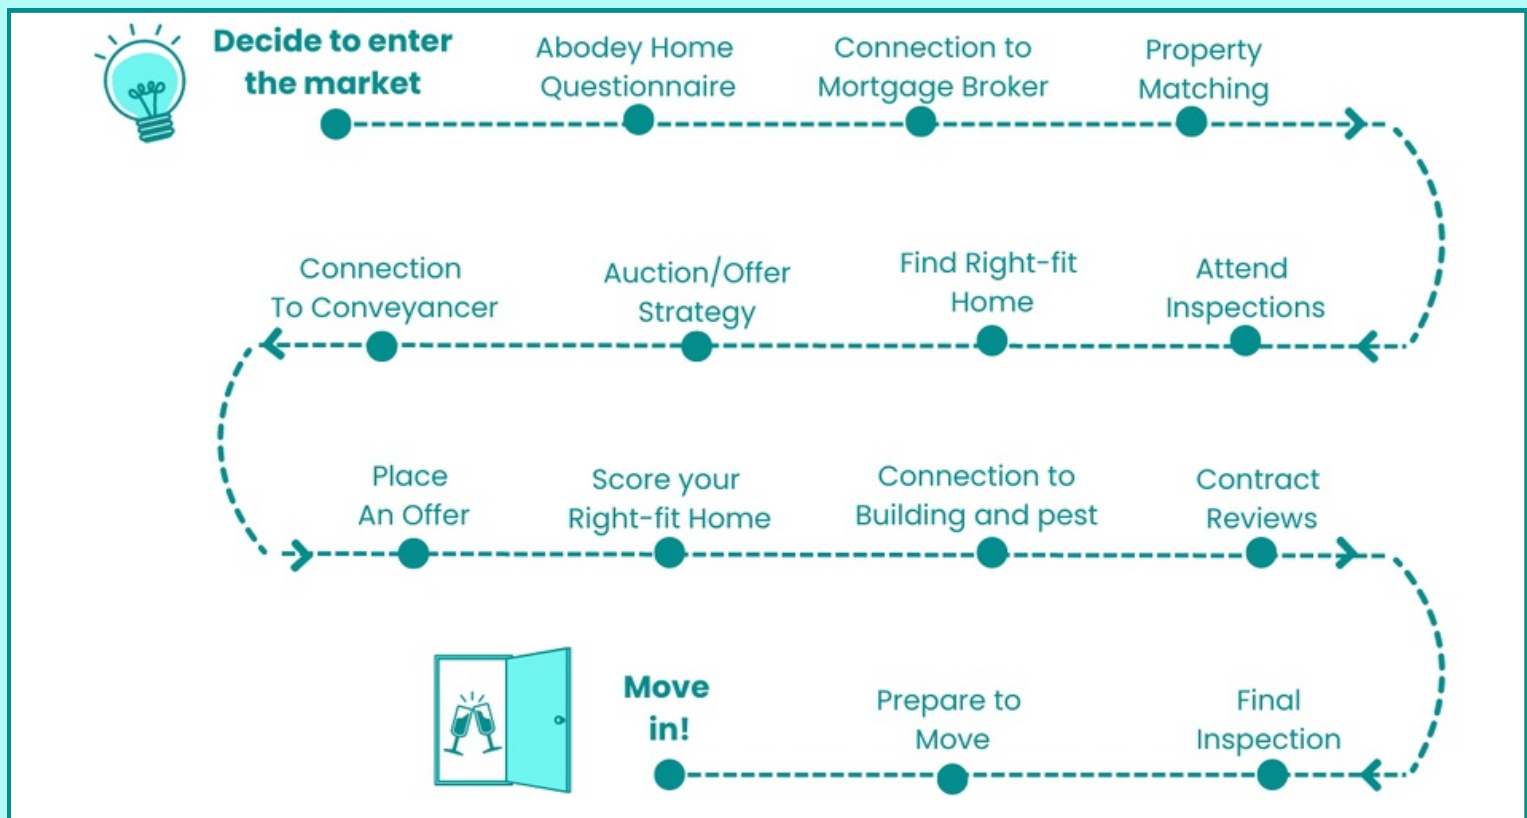 Decide to enter
the market
Abodey Home
Questionnaire
Connection to
Mortgage Broker
Property
Matching
Attend
Inspections
Find Right-fit
Home
Auction/Offer
Strategy
Connection
To Conveyancer
Place
An Offer
Score your
Right-fit Home
Connection to
Building and pest
Contract
Reviews
Final
Inspection
Prepare to
Move
Move
in!